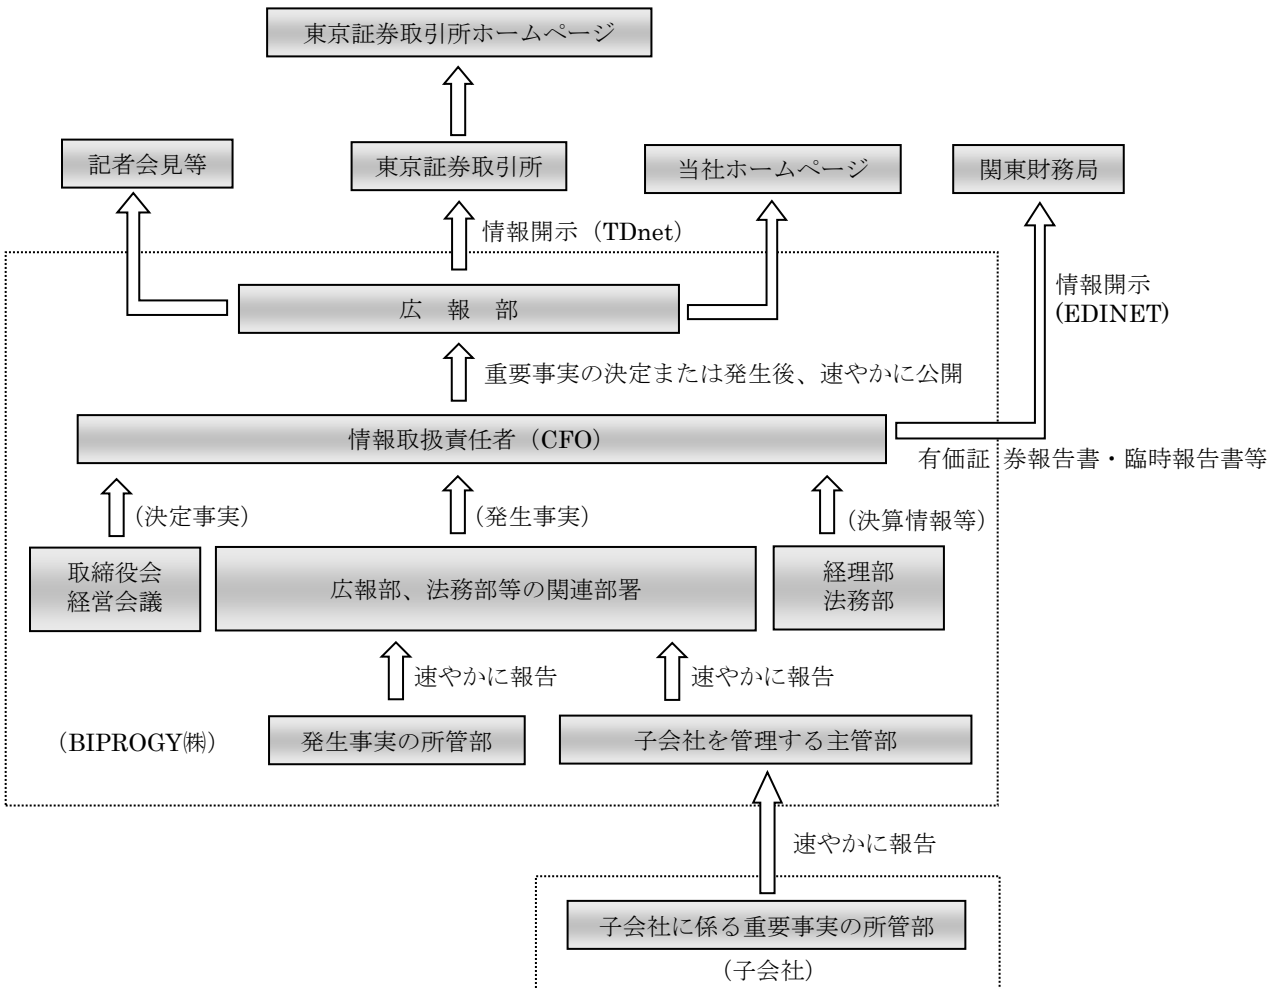 東京証券取引所ホームページ
記者会見等
東京証券取引所
当社ホームページ
関東財務局
情報開示（TDnet）
情報開示
(EDINET)
広　報　部
重要事実の決定または発生後、速やかに公開
情報取扱責任者（CFO）
有価証券報告書・臨時報告書等
(決定事実)
(発生事実)
(決算情報等)
取締役会
経営会議
広報部、法務部等の関連部署
経理部
法務部
速やかに報告
速やかに報告
（BIPROGY㈱）
発生事実の所管部
子会社を管理する主管部
速やかに報告
子会社に係る重要事実の所管部
（子会社）